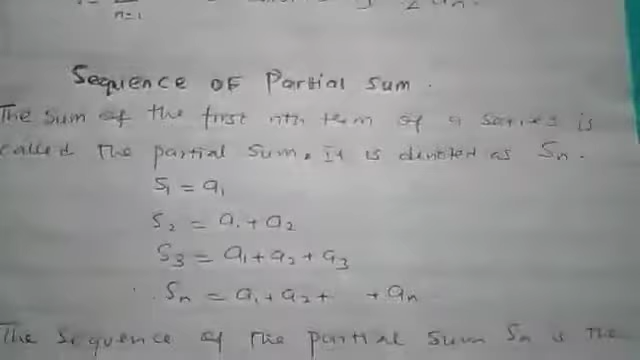 n=1
Sequence OF Partial Sum.
The sum of the first nth term of a series is
called the partial sum. It is denoted as Sn.
S1 = a1
S2 = a1 + a2
S3 = a1 + a2 + a3
Sn = a1 + a2 + + an
The sequence of the partial sum Sn is the